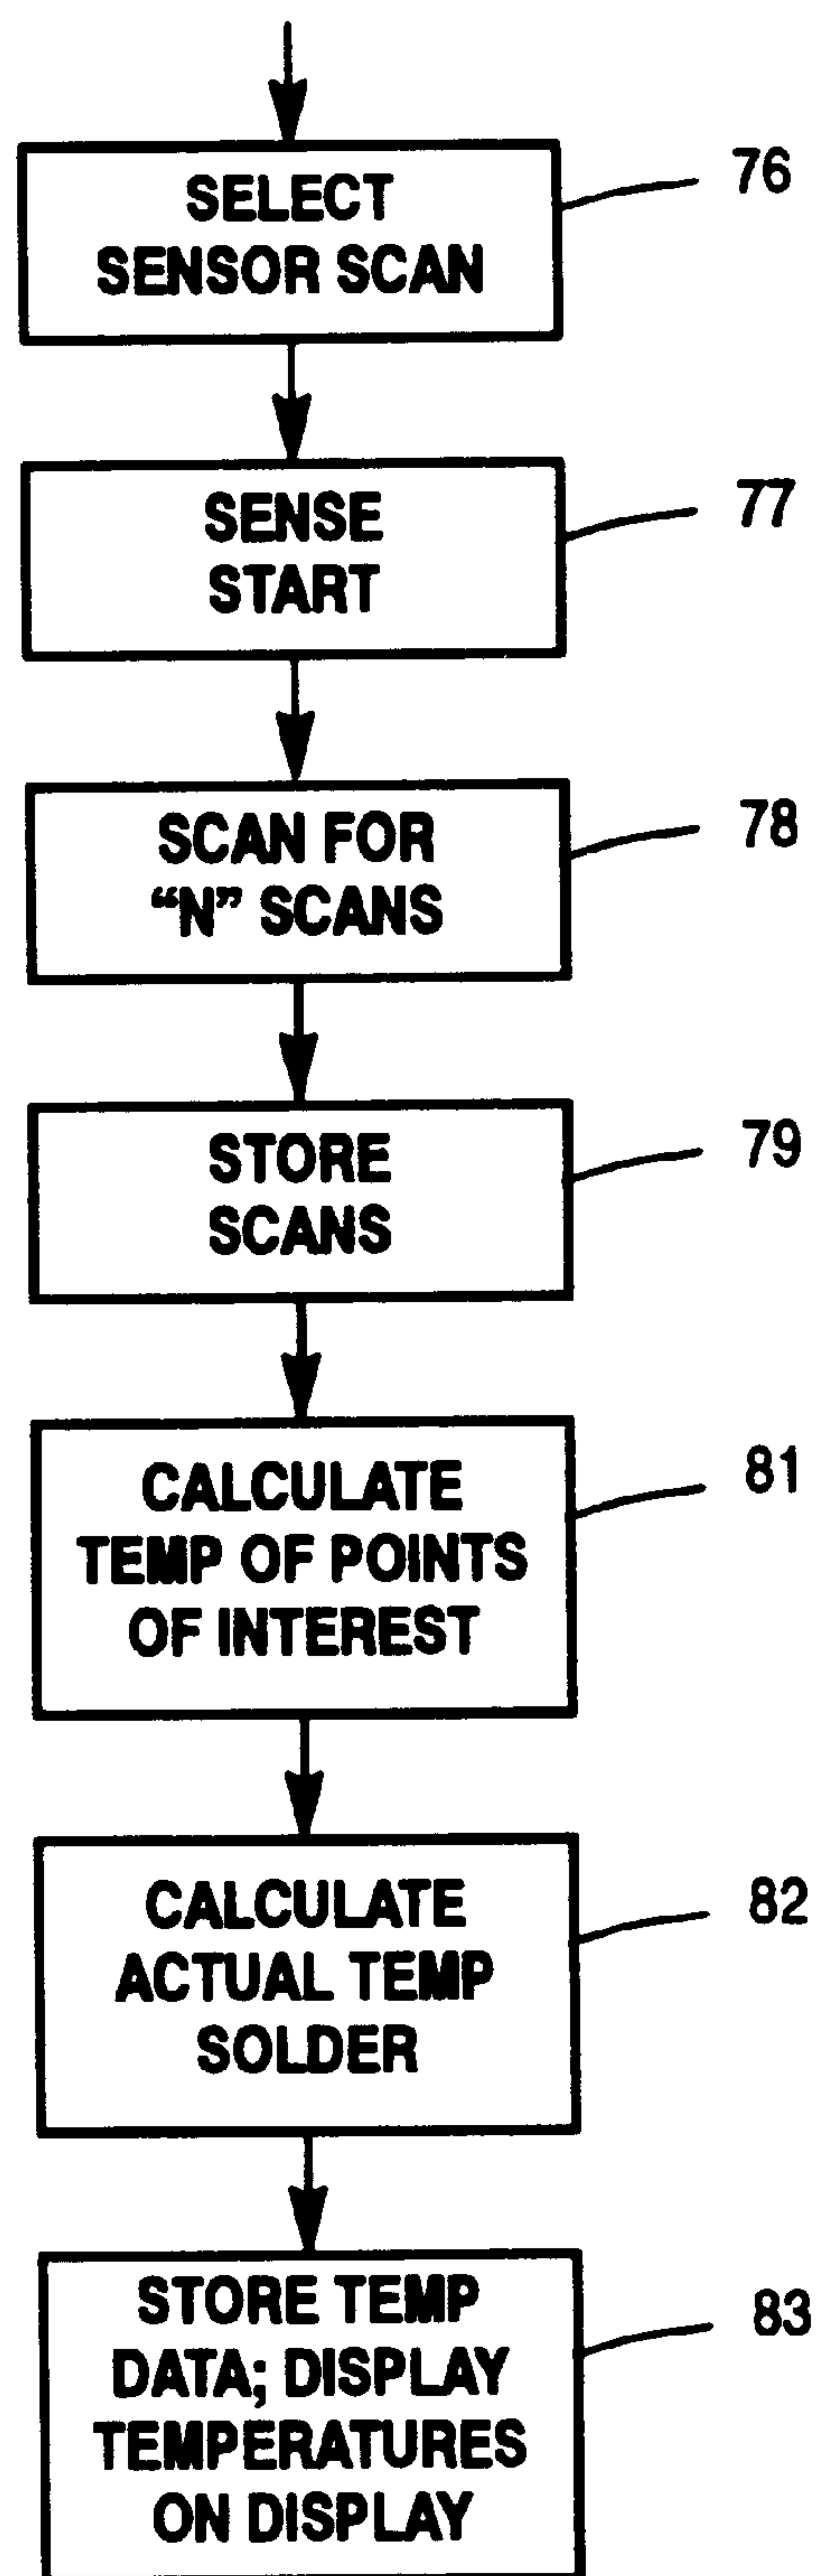 SELECT
SENSOR SCAN
76
SENSE
START
77
SCAN FOR
“N” SCANS
78
STORE
SCANS
79
CALCULATE
TEMP OF POINTS
OF INTEREST
81
CALCULATE
ACTUAL TEMP
SOLDER
82
STORE TEMP
DATA; DISPLAY
TEMPERATURES
ON DISPLAY
83